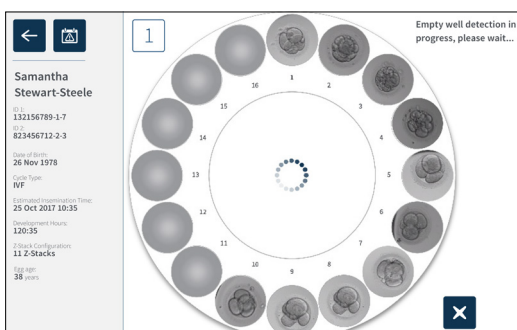 1
Empty well detection in
progress, please wait...
Samantha
Stewart-Steele
ID 1:
132156789-1-7
ID 2:
823456712-2-3
Date of Birth:
26 Nov 1978
Cycle Type:
IVF
Estimated Insemination Time:
25 Oct 2017 10:35
Development Hours:
120:35
Z-Stack Configuration:
11 Z-Stacks
Egg age:
38 years
1
2
3
4
5
6
7
8
9
10
11
12
13
14
15
16